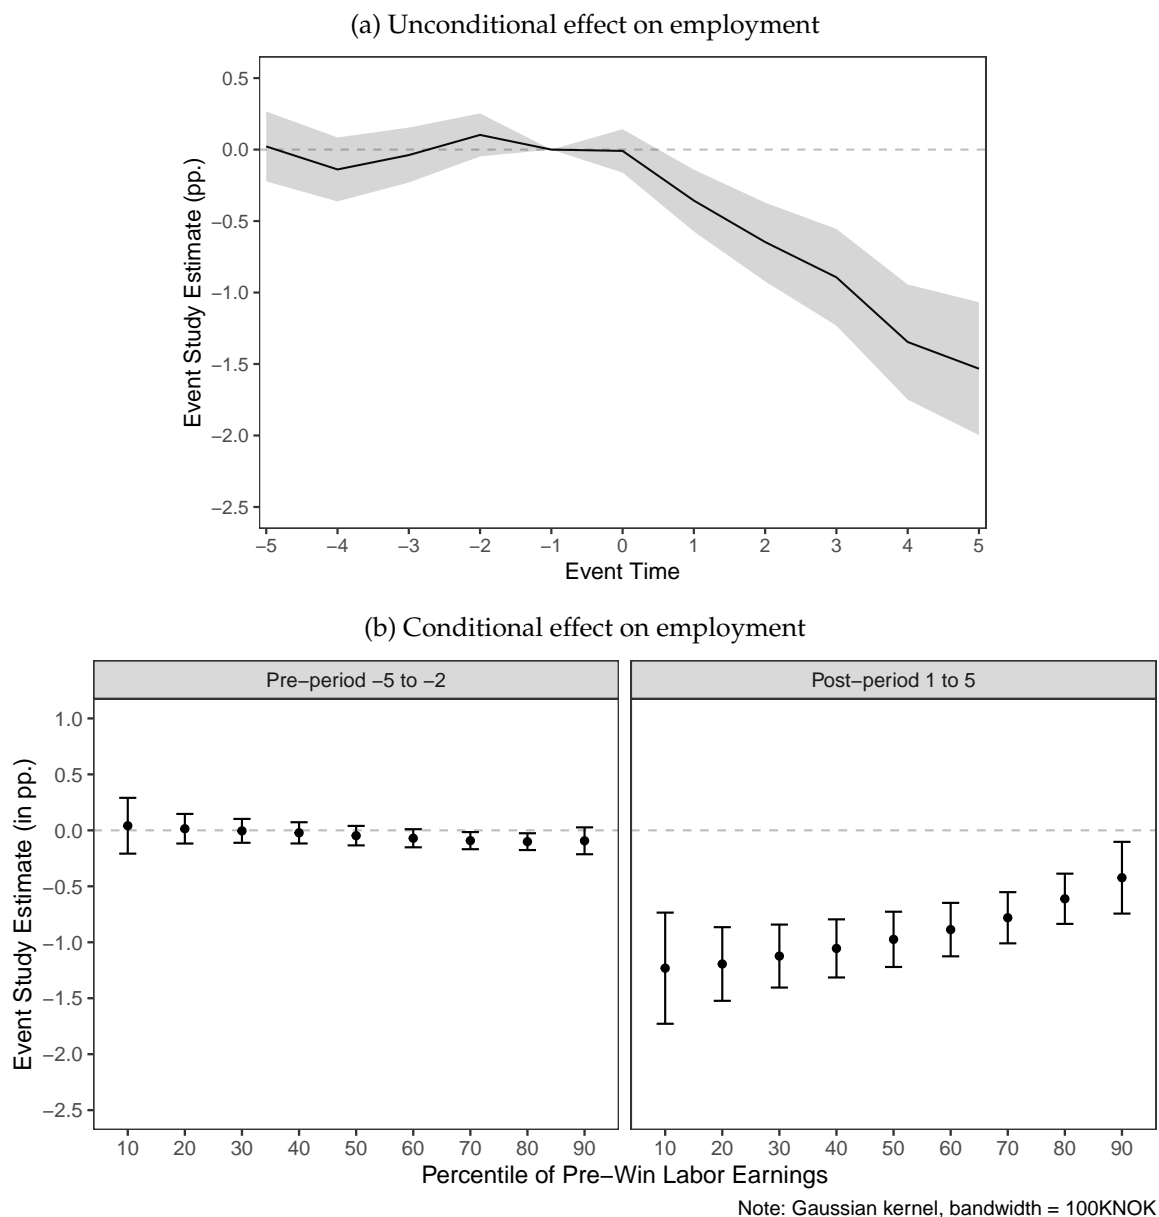 (a) Unconditional effect on employment
Event Study Estimate (pp.)
0.5
0.0
−0.5
−1.0
−1.5
−2.0
−2.5
−5 −4 −3 −2 −1 0 1 2 3 4 5
Event Time
(b) Conditional effect on employment
Pre−period −5 to −2 Post−period 1 to 5
Event Study Estimate (in pp.)
1.0
0.5
0.0
−0.5
−1.0
−1.5
−2.0
−2.5
10 20 30 40 50 60 70 80 90 10 20 30 40 50 60 70 80 90
Percentile of Pre−Win Labor Earnings
Note: Gaussian kernel, bandwidth = 100KNOK